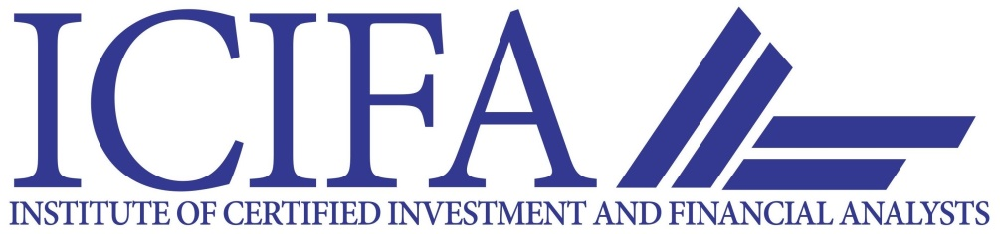 ICIFA
INSTITUTE OF CERTIFIED INVESTMENT AND FINANCIAL ANALYSTS